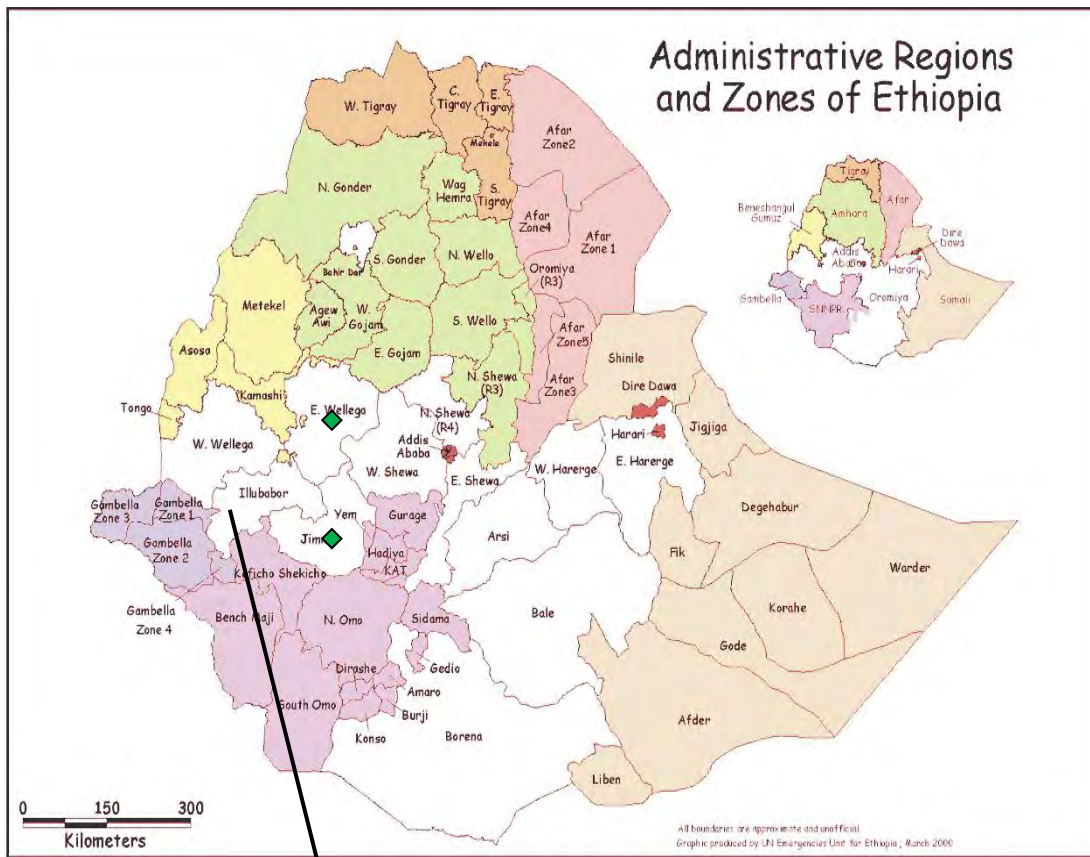 Administrative Regions
and Zones of Ethiopia
W. Tigray
C.
Tigray
E.
Tigray
Mekele
S.
Tigray
Afar
Zone2
N. Gonder
Wag
Hemra
Afar
Zone4
Afar
Zone 1
S. Gonder
N. Wello
Oromiya
(R3)
Bahir Dar
Metekel
Agew
Awi
W.
Gojam
S. Wello
E. Gojam
Afar
Zone5
Asosa
N. Shewa
(R3)
Afar
Zone3
Shinile
Dire Dawa
Kamashi
Tongo
E. Wellega
N. Shewa
(R4)
Harari
Jigjiga
W. Wellega
Addis
Ababa
W. Shewa
E. Shewa
W. Harerge
E. Harerge
Illubabor
Gambella
Zone 3
Gambella
Zone 1
Yem
Gurage
Degehabur
Jim
Arsi
Gambella
Zone 2
Hadiya
KAT
Fik
Keficho Shekicho
Warder
Gambella
Zone 4
Bench Maji
N. Omo
Sidama
Bale
Korahe
Gode
Gedio
Dirashe
Amaro
South Omo
Burji
Konso
Borena
Afder
Liben
Tigray
Afar
Beneshangul
Gumuz
Amhara
Dire
Dawa
Addis
Ababa
Harari
Gambella
Oromiya
Somali
SNNPR
0 150 300
Kilometers
All boundaries are approximate and unofficial
Graphic produced by UN Emergencies Unit for Ethiopia ; March 2000